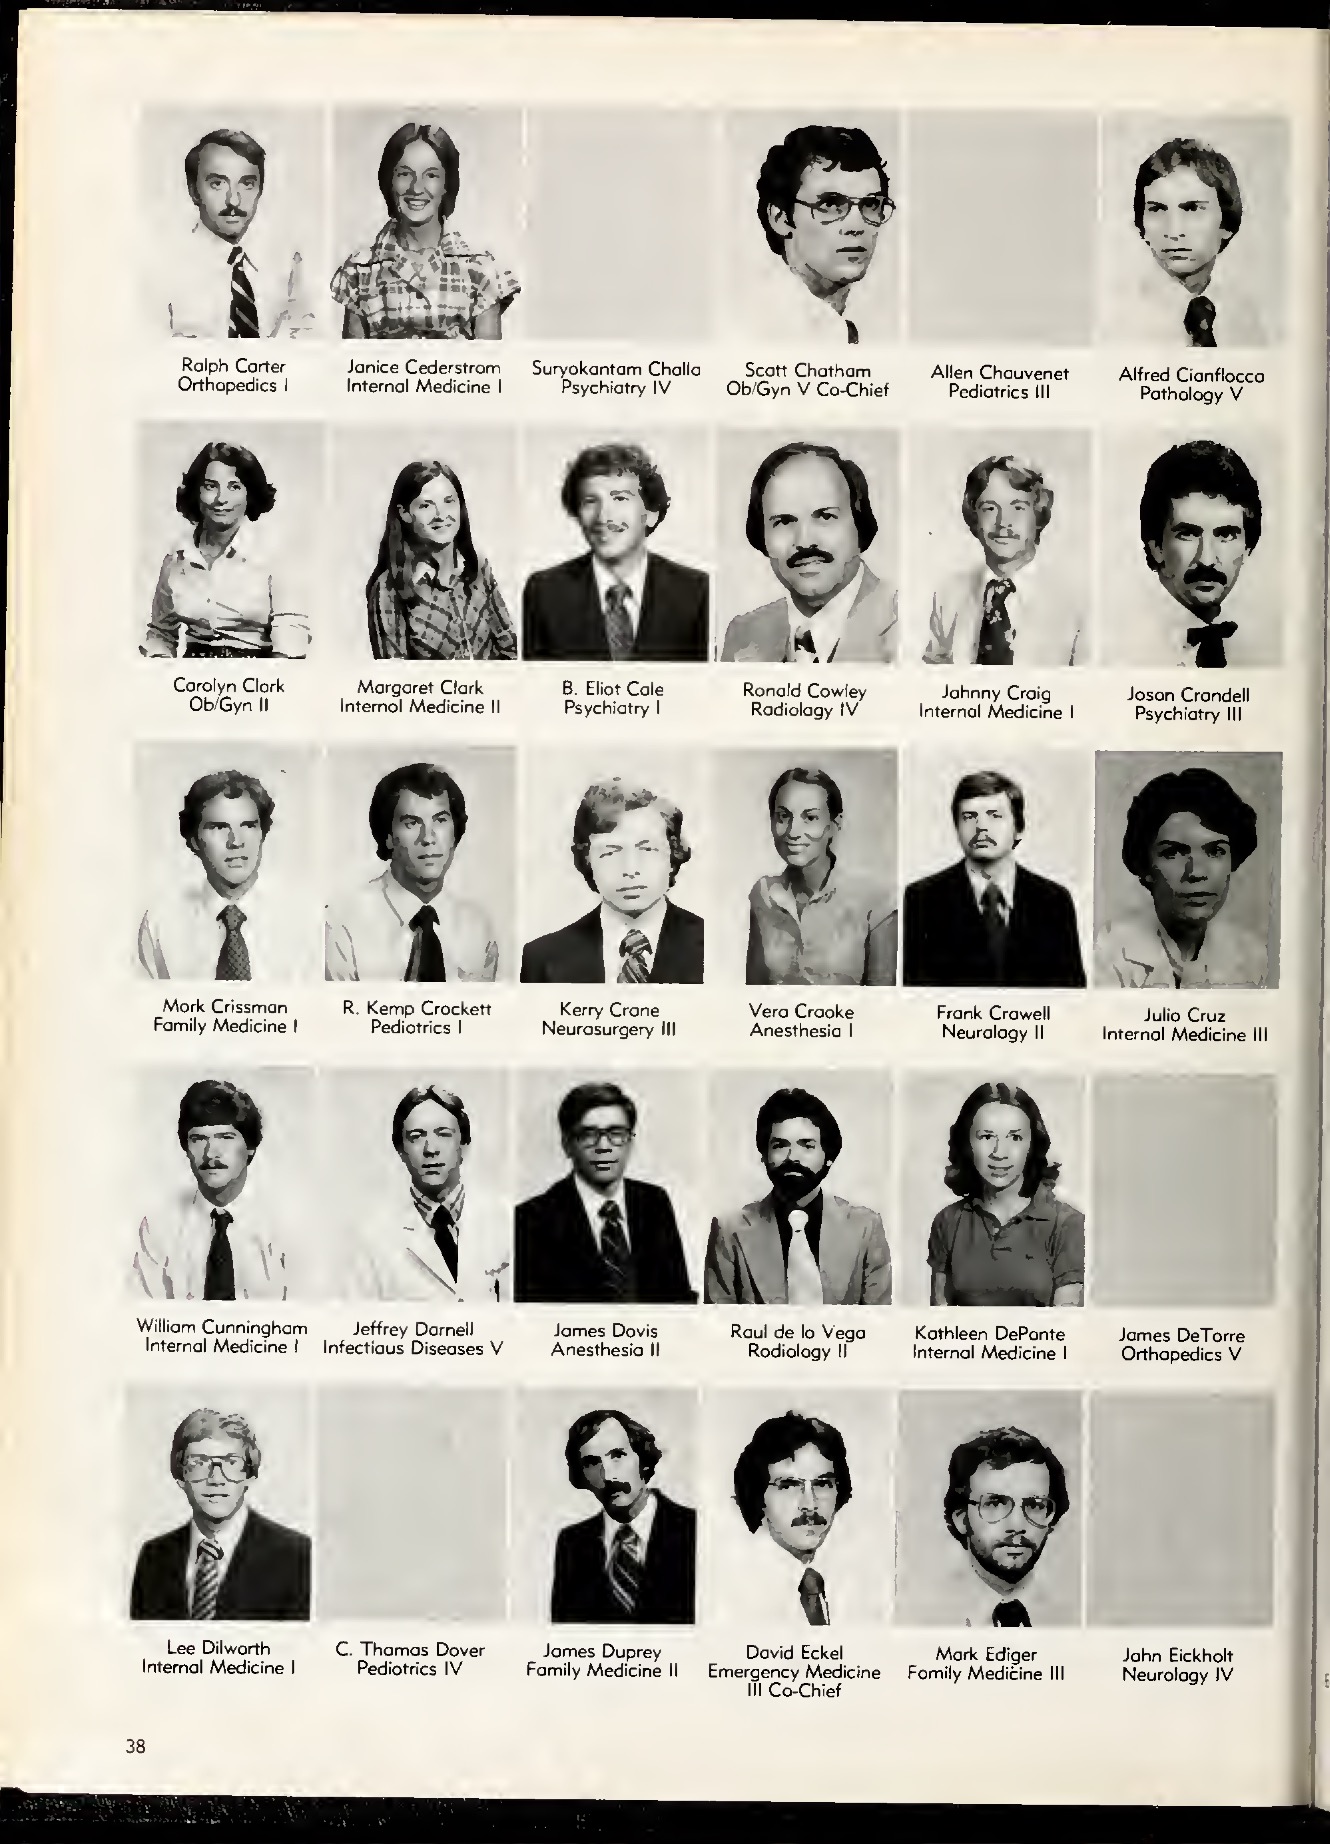 Ralph Carter
Orthopedics I
Janice Cederstrom
Internal Medicine I
Suryokantam Challa
Psychiatry IV
Scott Chatham
Ob/Gyn V Co-Chief
Allen Chauvenet
Pediatrics III
Alfred Cianflocco
Pathology V
Carolyn Clark
Ob/Gyn II
Margaret Clark
Internal Medicine II
B. Eliot Cole
Psychiatry I
Ronald Cowley
Radiology IV
Johnny Craig
Internal Medicine I
Joson Crandell
Psychiatry III
Mark Crissman
Family Medicine I
R. Kemp Crockett
Pediatrics I
Kerry Crone
Neurosurgery III
Vera Crooke
Anesthesia I
Frank Crowell
Neurology II
Julio Cruz
Internal Medicine III
William Cunningham
Internal Medicine I
Jeffrey Darnell
Infectious Diseases V
James Davis
Anesthesia II
Raul de la Vega
Radiology II
Kathleen DePonte
Internal Medicine I
James DeTorre
Orthapedics V
Lee Dilworth
Internal Medicine I
C. Thomas Dover
Pediatrics IV
James Duprey
Family Medicine II
David Eckel
Emergency Medicine
III Co-Chief
Mark Ediger
Family Medicine III
John Eickholt
Neurology IV
38